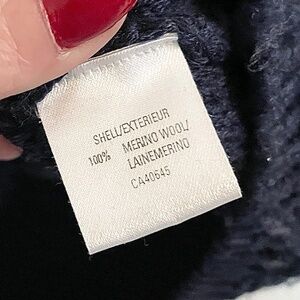 SHELL/EXTERIEUR
100% MERINO WOOL/
LAINEMERINO
CA40645